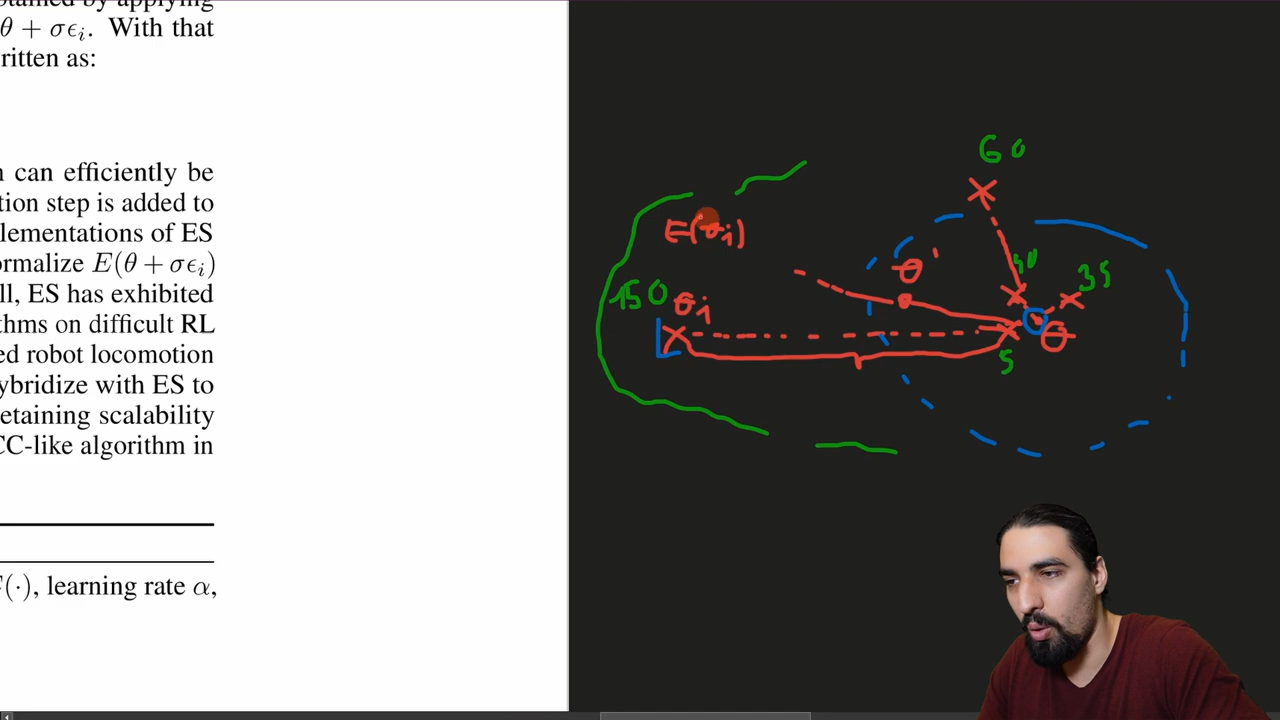 otained by applying
θ + σϵᵢ. With that
ritten as:
n can efficiently be
tion step is added to
lementations of ES
ormalize E(θ + σϵᵢ)
ll, ES has exhibited
thms on difficult RL
ed robot locomotion
ybridize with ES to
etaining scalability
CC-like algorithm in
F(·), learning rate α,
60
E(θᵢ)
θ'
40
35
150
θᵢ
θ
5